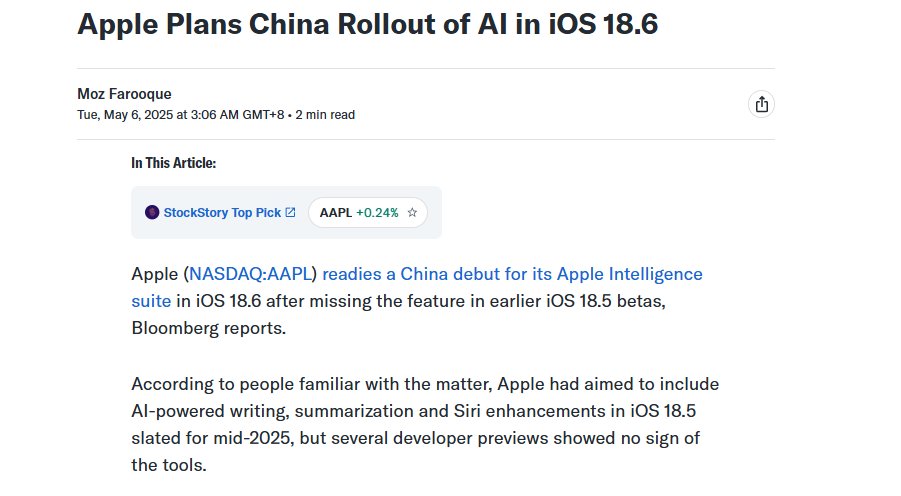 Apple Plans China Rollout of AI in iOS 18.6
Moz Farooque
Tue, May 6, 2025 at 3:06 AM GMT+8 • 2 min read
In This Article:
StockStory Top Pick
AAPL +0.24%
Apple (NASDAQ:AAPL) readies a China debut for its Apple Intelligence
suite in iOS 18.6 after missing the feature in earlier iOS 18.5 betas,
Bloomberg reports.
According to people familiar with the matter, Apple had aimed to include
AI-powered writing, summarization and Siri enhancements in iOS 18.5
slated for mid-2025, but several developer previews showed no sign of
the tools.